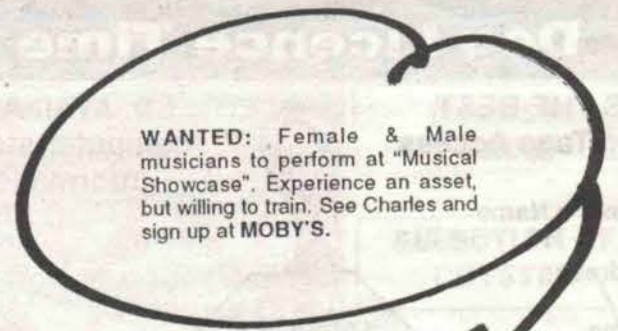 WANTED: Female & Male
musicians to perform at "Musical
Showcase". Experience an asset,
but willing to train. See Charles and
sign up at MOBY'S.